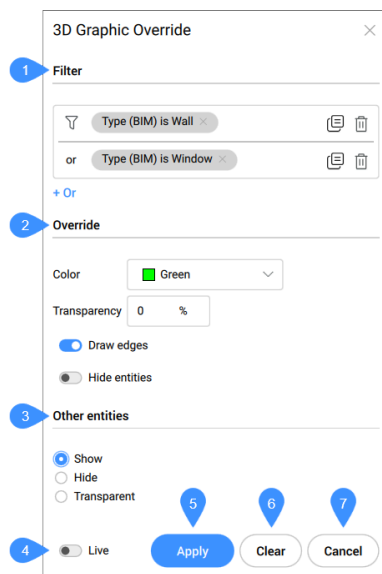 3D Graphic Override
1 Filter
Type (BIM) is Wall
or Type (BIM) is Window
+ Or
2 Override
Color Green
Transparency 0 %
Draw edges
Hide entities
3 Other entities
Show
Hide
Transparent
5 6 7
4 Live Apply Clear Cancel